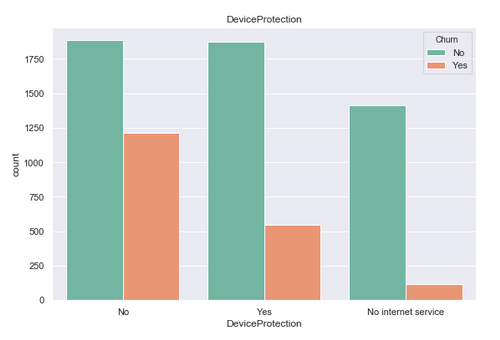 DeviceProtection
Churn
No
Yes
1750
1500
1250
1000
750
500
250
0
count
No
Yes
No internet service
DeviceProtection